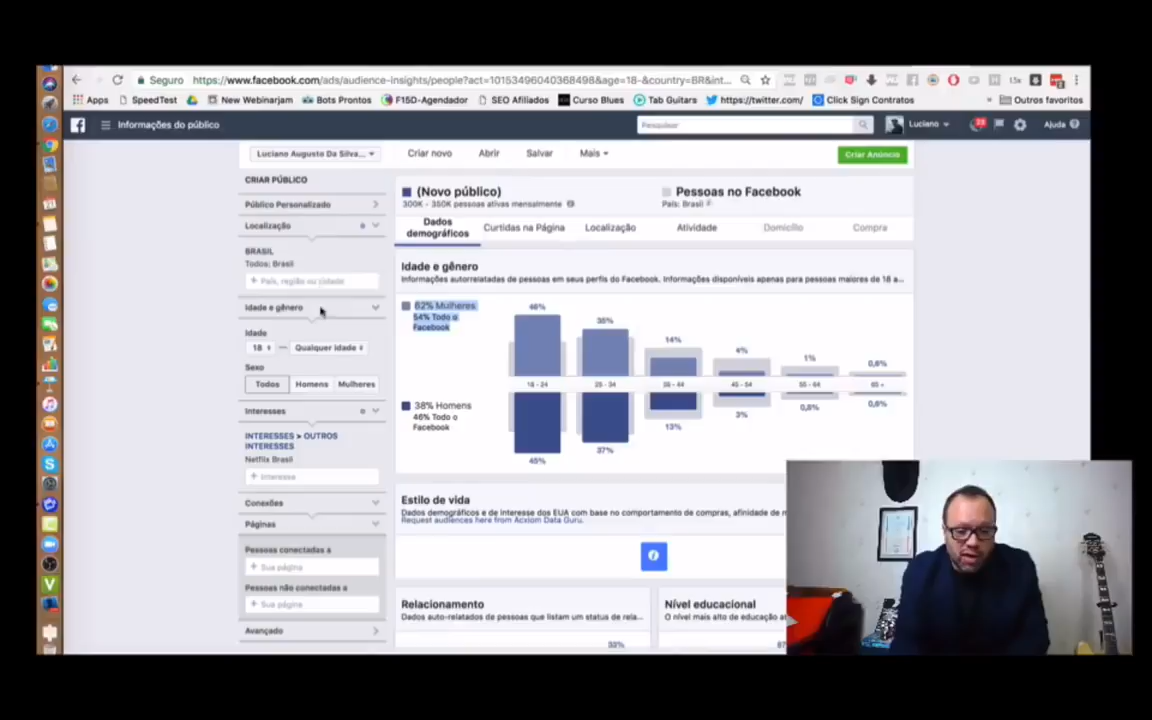 Seguro https://www.facebook.com/ads/audience-insights/people?act=10153496040368498&age=18-&country=BR&int...
Apps SpeedTest New Webinarjam Bots Prontos F15D-Agendador SEO Afiliados Curso Blues Tab Guitars https://twitter.com/ Click Sign Contratos » Outros favoritos
Informações do público Pesquisar Luciano Ajuda
Luciano Augusto Da Silva... Criar novo Abrir Salvar Mais Criar Anúncio
CRIAR PÚBLICO
Público Personalizado
Localização 0
BRASIL
Todos: Brasil
+ País, região ou cidade
Idade e gênero
Idade
18 — Qualquer idade
Sexo
Todos Homens Mulheres
Interesses 0
INTERESSES > OUTROS
INTERESSES
Netflix Brasil
+ Interesse
Conexões
Páginas
Pessoas conectadas a
+ Sua página
Pessoas não conectadas a
+ Sua página
Avançado
(Novo público)
300K - 350K pessoas ativas mensalmente
Pessoas no Facebook
País: Brasil
Dados
demográficos
Curtidas na Página Localização Atividade Domicílio Compra
Idade e gênero
Informações autorrelatadas de pessoas em seus perfis do Facebook. Informações disponíveis apenas para pessoas maiores de 18 a...
62% Mulheres
54% Todo o
Facebook
46% 35% 14% 4% 1% 0,6%
18 - 24 25 - 34 35 - 44 45 - 54 55 - 64 65 +
38% Homens
46% Todo o
Facebook
45% 37% 13% 3% 0,8% 0,6%
Estilo de vida
Dados demográficos e de interesse dos EUA com base no comportamento de compras, afinidade de
Request audiences here from Acxiom Data Guru.
Relacionamento
Dados auto-relatados de pessoas que listam um status de rela...
Nível educacional
O nível mais alto de educação